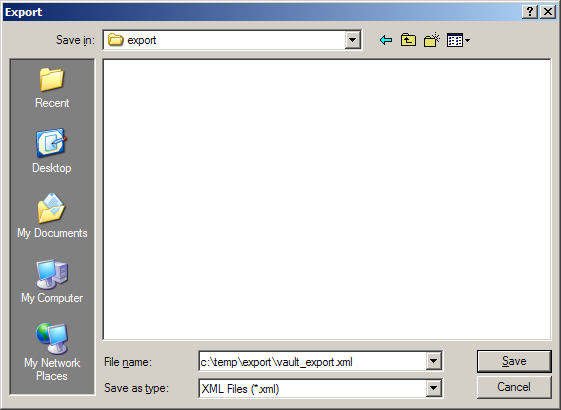 Export
Save in:
export
Recent
Desktop
My Documents
My Computer
My Network
Places
File name:
c:\temp\export\vault_export.xml
Save
Save as type:
XML Files (*.xml)
Cancel